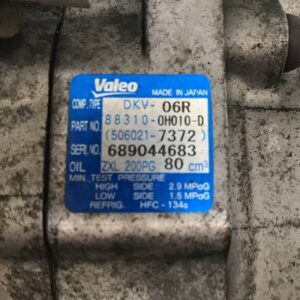 Valeo MADE IN JAPAN
COMP. TYPE DKV- 06R
PART NO. 88310-0H010-D
(506021- 7372)
SERI. NO. 689044683
OIL ZXL 200PG 80 cm³
MIN. TEST PRESSURE
HIGH SIDE 2.9 MPaG
LOW SIDE 1.5 MPaG
REFRIG. HFC-134a